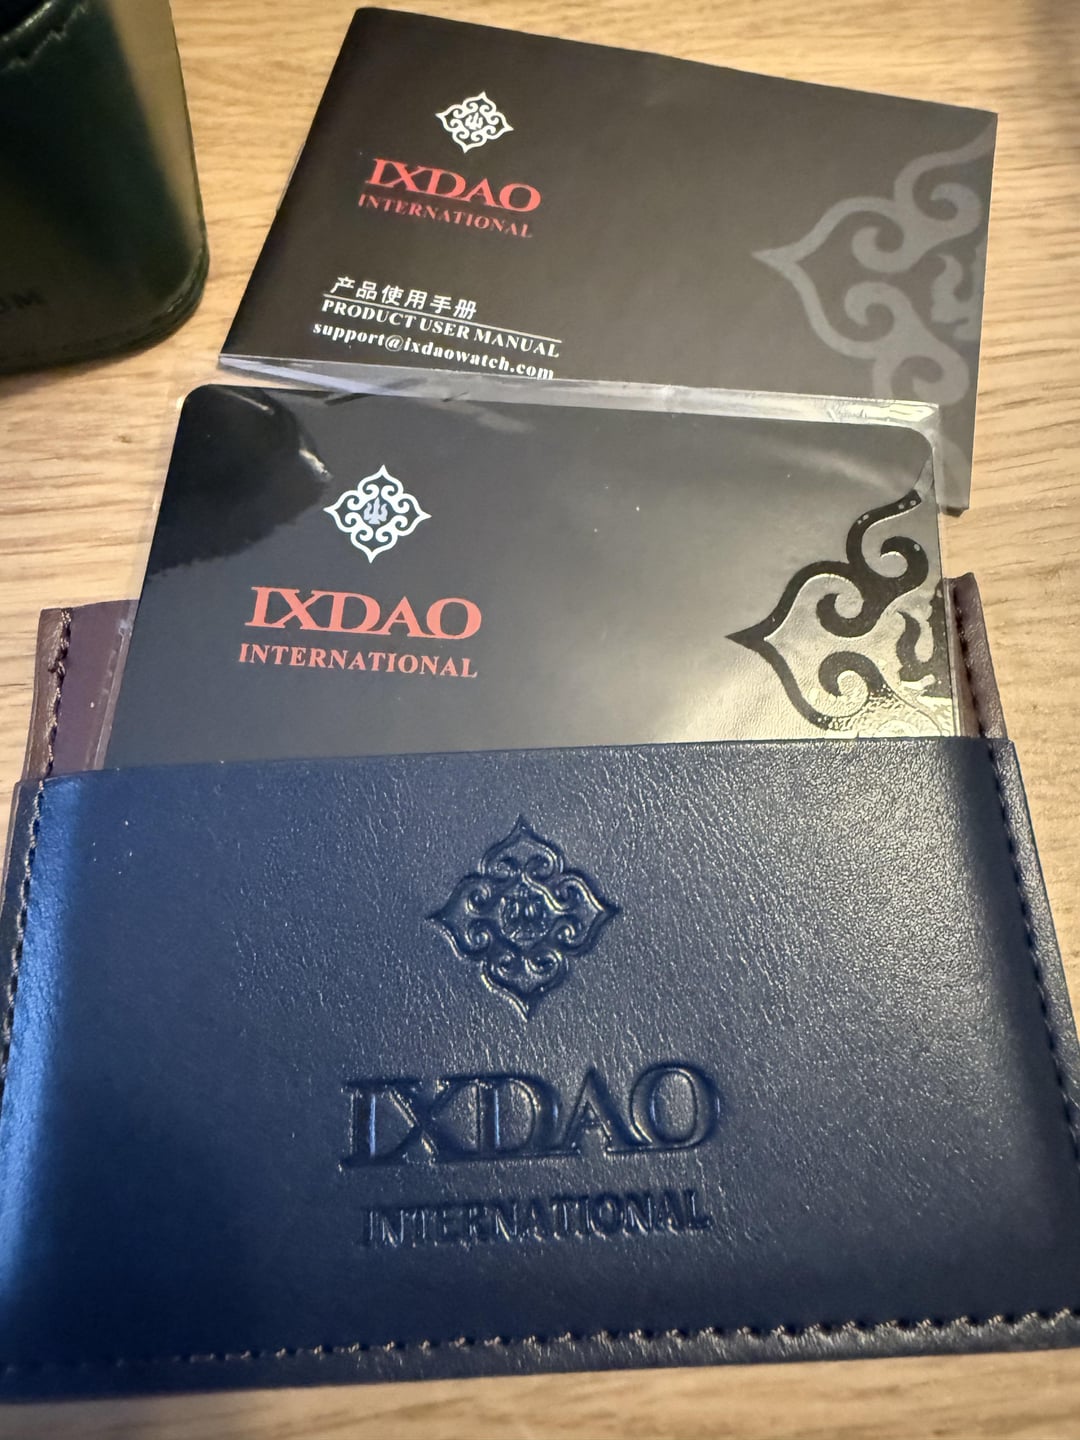 IXDAO
INTERNATIONAL
产品使用手册
PRODUCT USER MANUAL
support@ixdaowatch.com
IXDAO
INTERNATIONAL
IXDAO
INTERNATIONAL